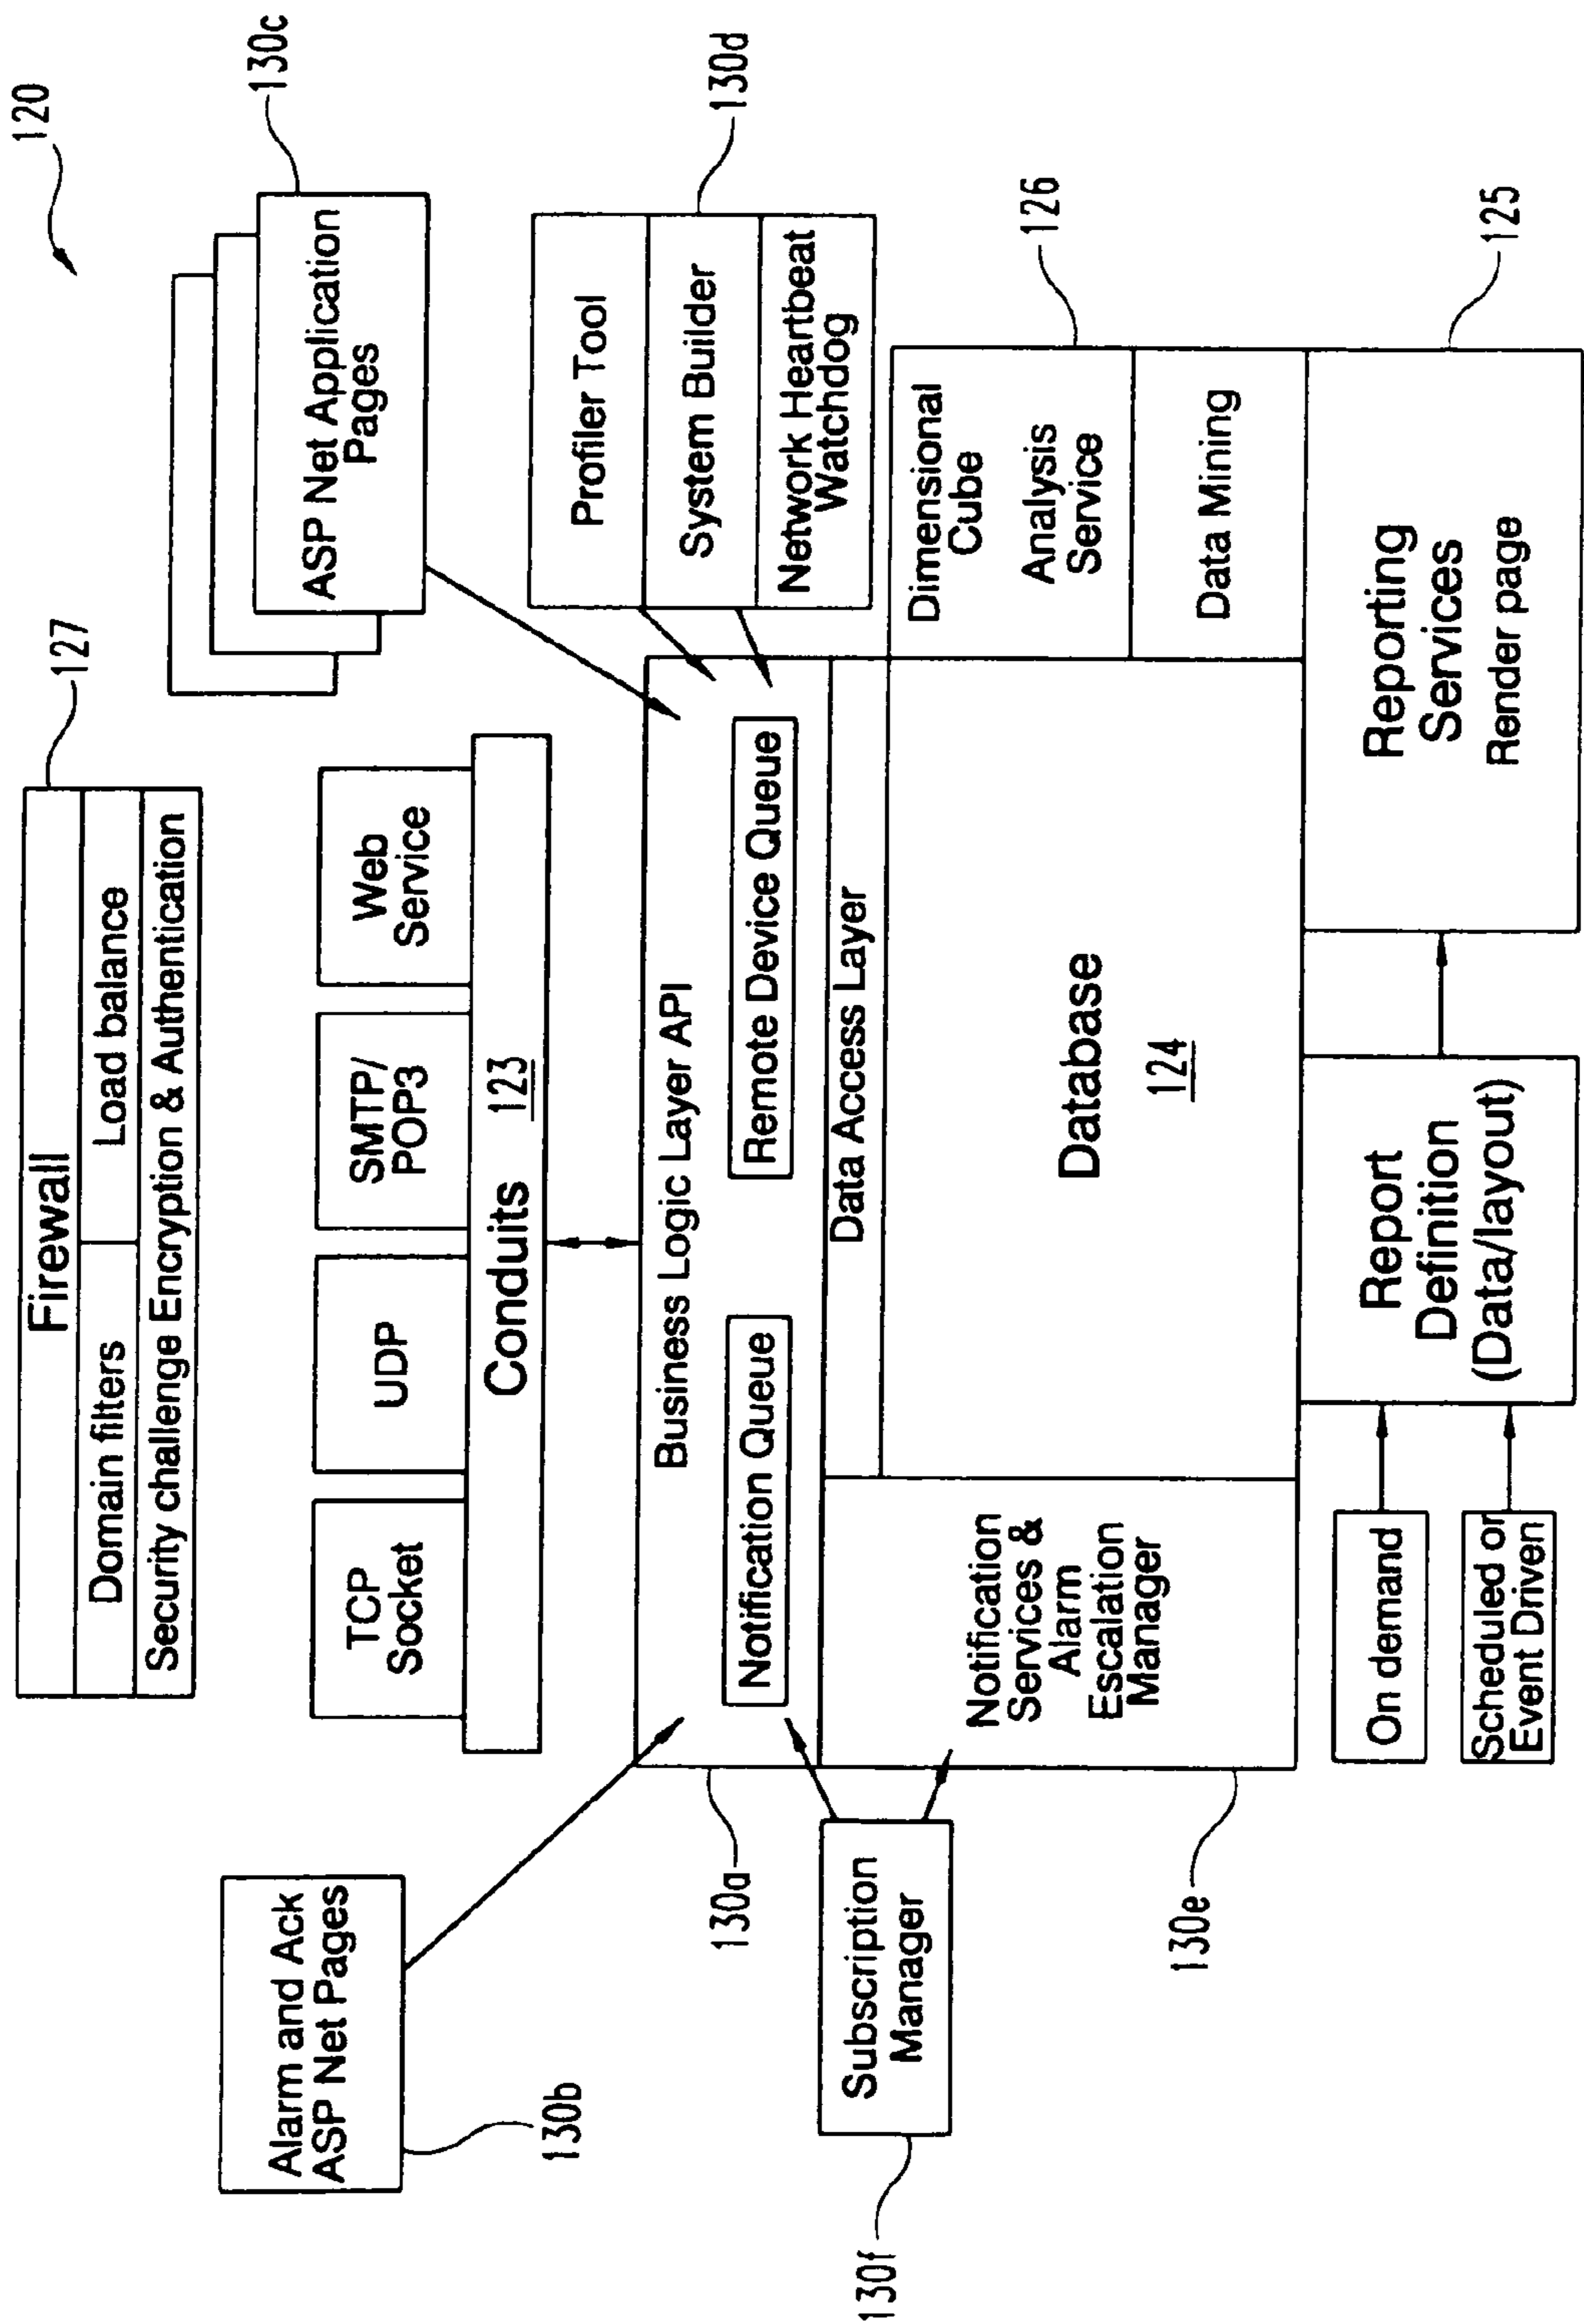 120
Firewall
127
Domain filters
Load balance
Security challenge Encryption & Authentication
ASP Net Application
Pages
130c
Alarm and Ack
ASP Net Pages
130b
TCP
Socket
UDP
SMTP/
POP3
Web
Service
Conduits
123
Profiler Tool
System Builder
Network Heartbeat
Watchdog
130d
Business Logic Layer API
Notification Queue
Remote Device Queue
130a
Data Access Layer
Subscription
Manager
130f
Notification
Services &
Alarm
Escalation
Manager
130e
Database
124
Dimensional
Cube
Analysis
Service
126
Data Mining
On demand
Scheduled or
Event Driven
Report
Definition
(Data/layout)
Reporting
Services
Render page
125